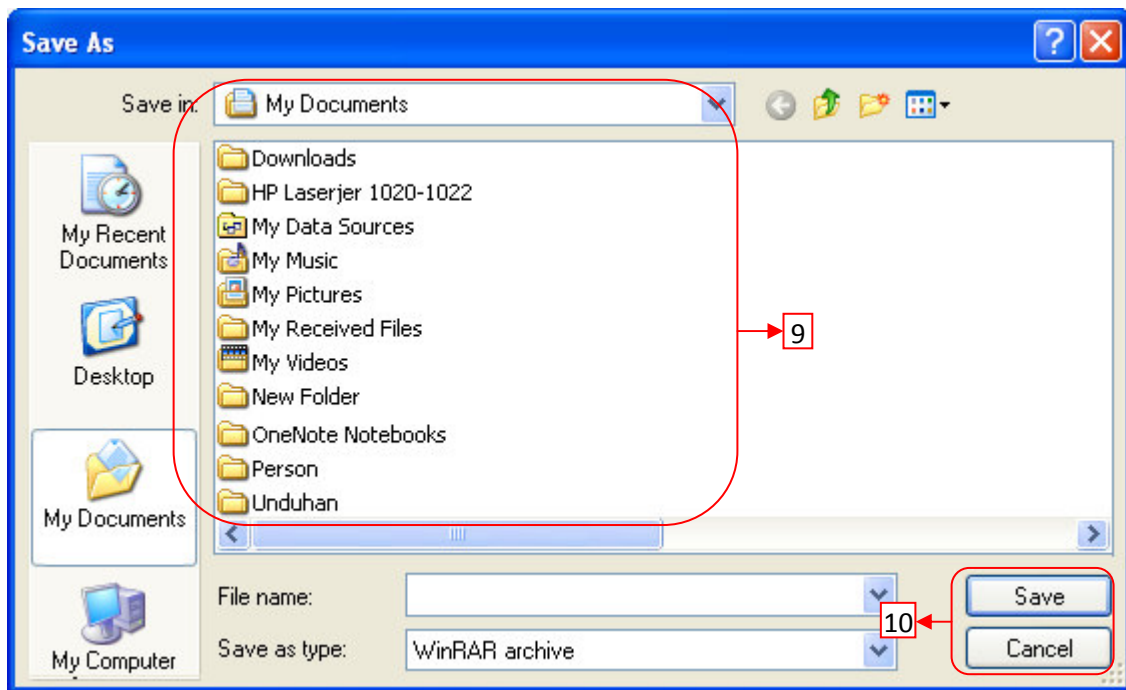 Save As
Save in:
My Documents
My Recent
Documents
Desktop
My Documents
My Computer
Downloads
HP Laserjer 1020-1022
My Data Sources
My Music
My Pictures
My Received Files
My Videos
New Folder
OneNote Notebooks
Person
Unduhan
9
File name:
Save as type:
WinRAR archive
10
Save
Cancel